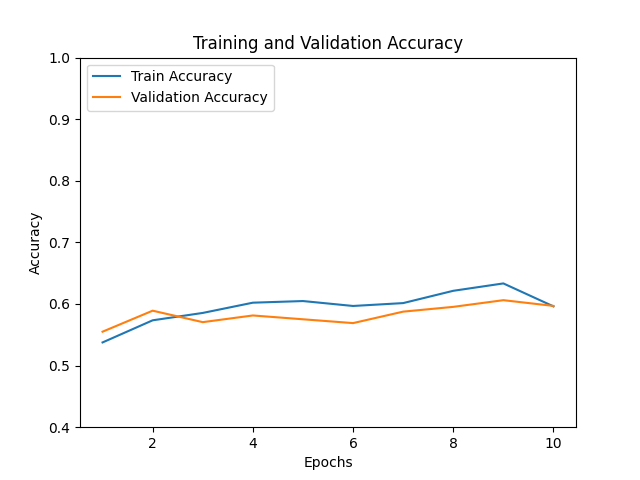 Training and Validation Accuracy
1.0
0.9
0.8
0.7
0.6
0.5
0.4
Accuracy
Train Accuracy
Validation Accuracy
2 4 6 8 10
Epochs